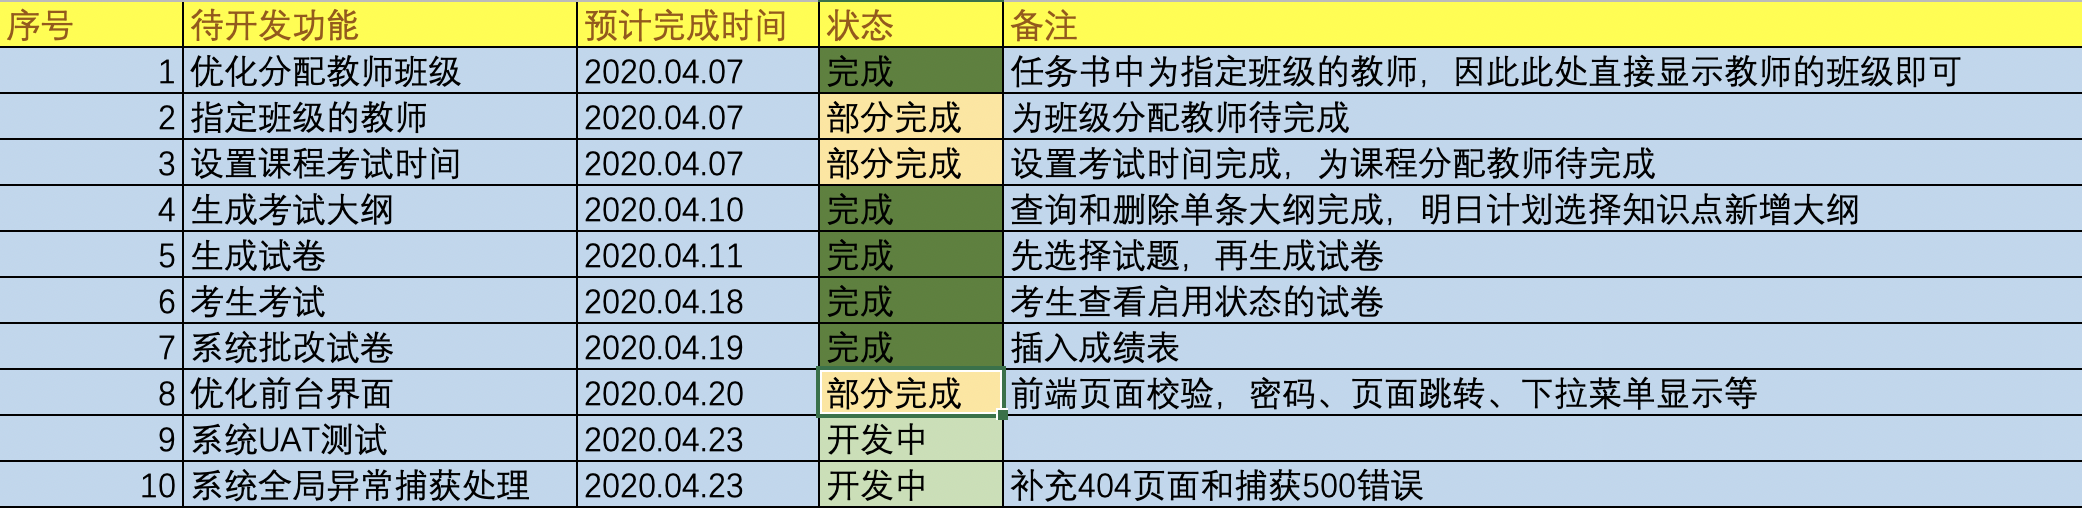 序号 待开发功能 预计完成时间 状态 备注
1 优化分配教师班级 2020.04.07 完成 任务书中为指定班级的教师，因此此处直接显示教师的班级即可
2 指定班级的教师 2020.04.07 部分完成 为班级分配教师待完成
3 设置课程考试时间 2020.04.07 部分完成 设置考试时间完成，为课程分配教师待完成
4 生成考试大纲 2020.04.10 完成 查询和删除单条大纲完成，明日计划选择知识点新增大纲
5 生成试卷 2020.04.11 完成 先选择试题，再生成试卷
6 考生考试 2020.04.18 完成 考生查看启用状态的试卷
7 系统批改试卷 2020.04.19 完成 插入成绩表
8 优化前台界面 2020.04.20 部分完成 前端页面校验，密码、页面跳转、下拉菜单显示等
9 系统UAT测试 2020.04.23 开发中
10 系统全局异常捕获处理 2020.04.23 开发中 补充404页面和捕获500错误